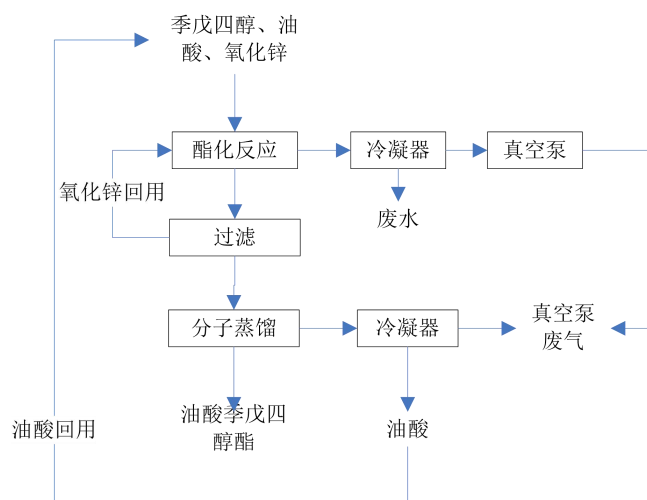 季戊四醇、油
酸、氧化锌
酯化反应
冷凝器
真空泵
氧化锌回用
废水
过滤
分子蒸馏
冷凝器
真空泵
废气
油酸季戊四
醇酯
油酸回用
油酸